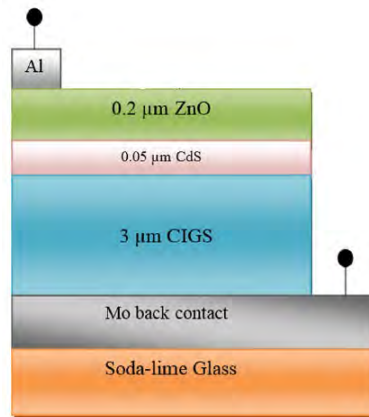 Al
0.2 µm ZnO
0.05 µm CdS
3 µm CIGS
Mo back contact
Soda-lime Glass